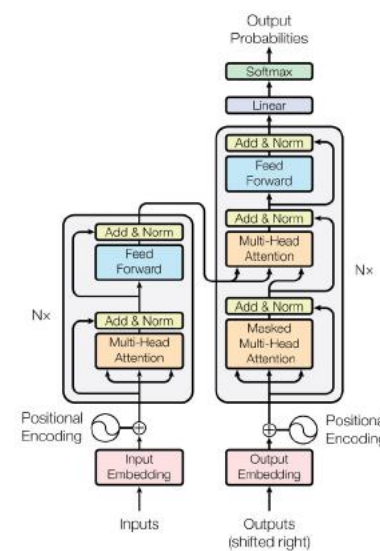 Output
Probabilities
Softmax
Linear
Add & Norm
Feed
Forward
Add & Norm
Multi-Head
Attention
Nx
Add & Norm
Masked
Multi-Head
Attention
Add & Norm
Feed
Forward
Nx
Add & Norm
Multi-Head
Attention
Positional
Encoding
Positional
Encoding
Input
Embedding
Output
Embedding
Inputs
Outputs
(shifted right)